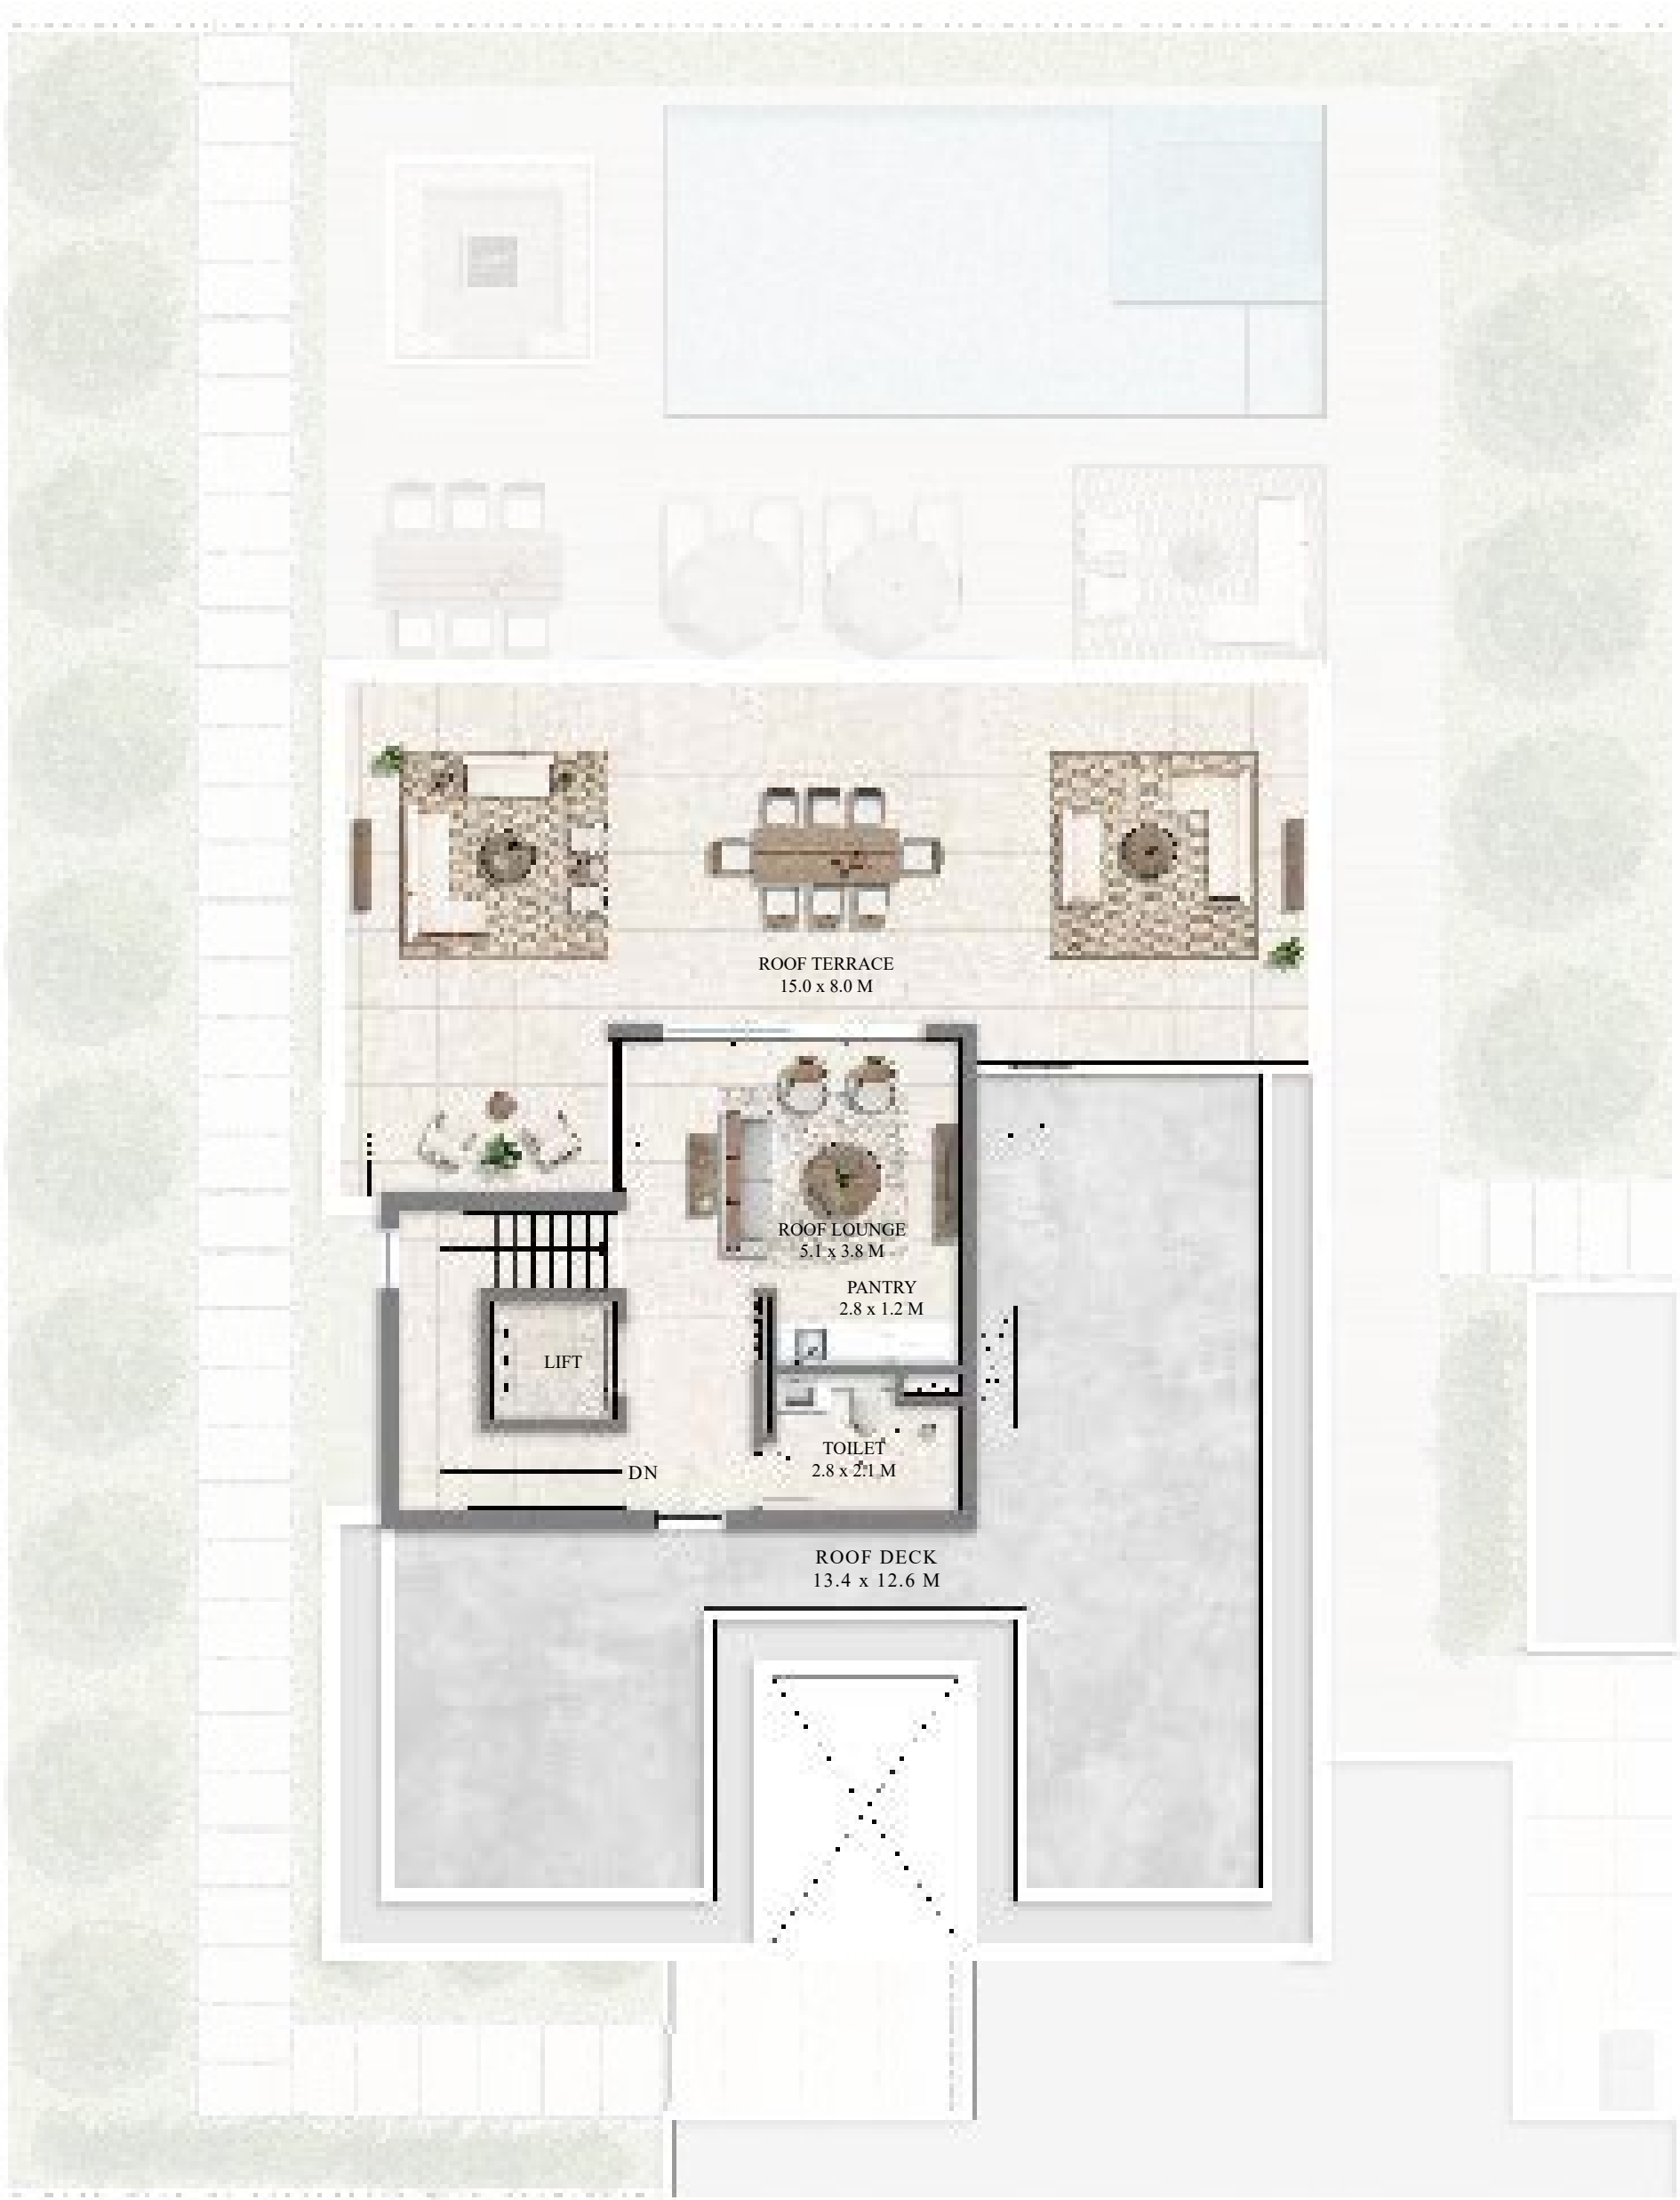 ROOF TERRACE
15.0 x 8.0 M
ROOF LOUNGE
5.1 x 3.8 M
PANTRY
2.8 x 1.2 M
LIFT
TOILET
2.8 x 2.1 M
DN
ROOF DECK
13.4 x 12.6 M